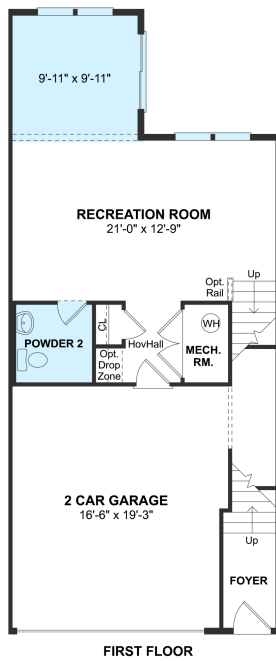 9'-11" x 9'-11"
RECREATION ROOM
21'-0" x 12'-9"
Opt.
Rail
Up
POWDER 2
CL
HovHall
Opt.
Drop
Zone
WH
MECH.
RM.
2 CAR GARAGE
16'-6" x 19'-3"
Up
FOYER
FIRST FLOOR